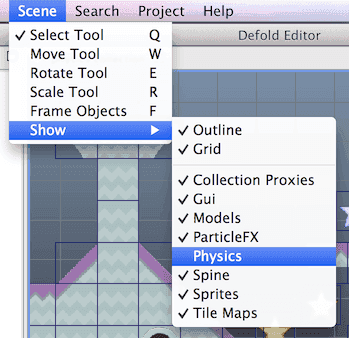 Scene Search Project Help
Defold Editor
✓ Select Tool Q
Move Tool W
Rotate Tool E
Scale Tool R
Frame Objects F
Show ▶
✓ Outline
✓ Grid
✓ Collection Proxies
✓ Gui
✓ Models
✓ ParticleFX
Physics
✓ Spine
✓ Sprites
✓ Tile Maps